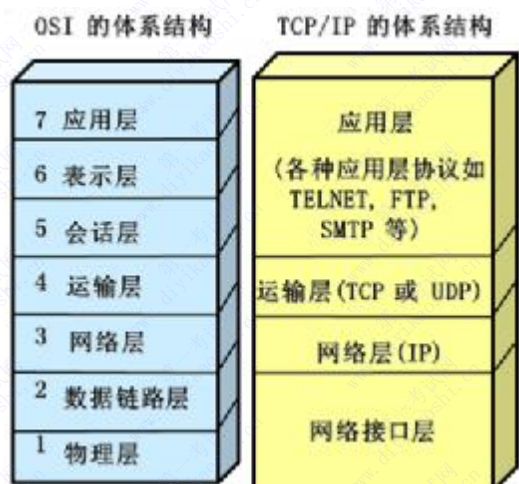 OSI 的体系结构
7 应用层
6 表示层
5 会话层
4 运输层
3 网络层
2 数据链路层
1 物理层
TCP/IP 的体系结构
应用层
(各种应用层协议如
TELNET, FTP,
SMTP 等)
运输层(TCP 或 UDP)
网络层(IP)
网络接口层